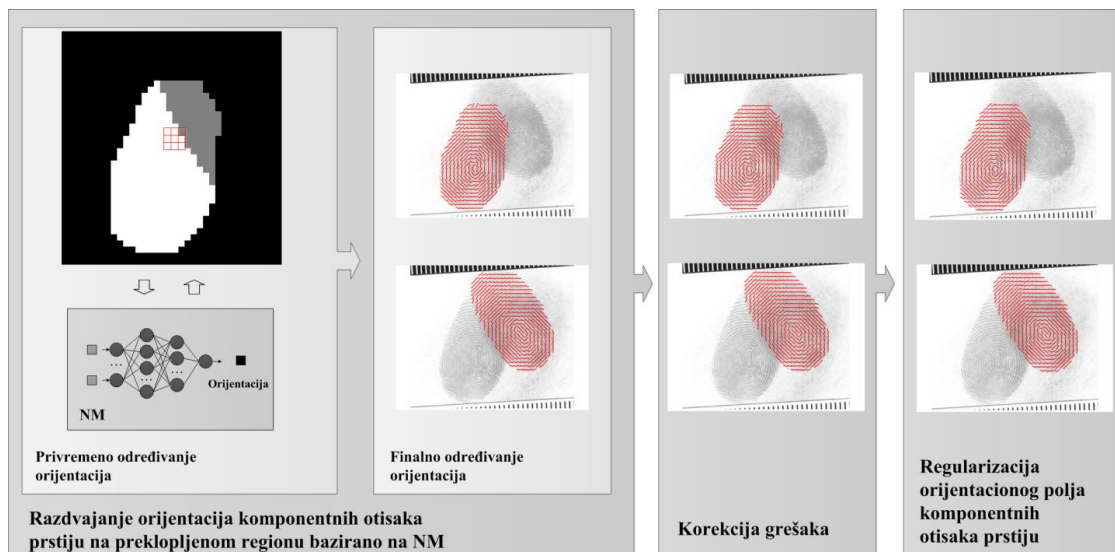 Orijentacija
NM
Privremeno određivanje
orijentacija
Finalno određivanje
orijentacija
Razdvajanje orijentacija komponentnih otisaka
prstiju na preklopljenom regionu bazirano na NM
Korekcija grešaka
Regularizacija
orijentacionog polja
komponentnih
otisaka prstiju